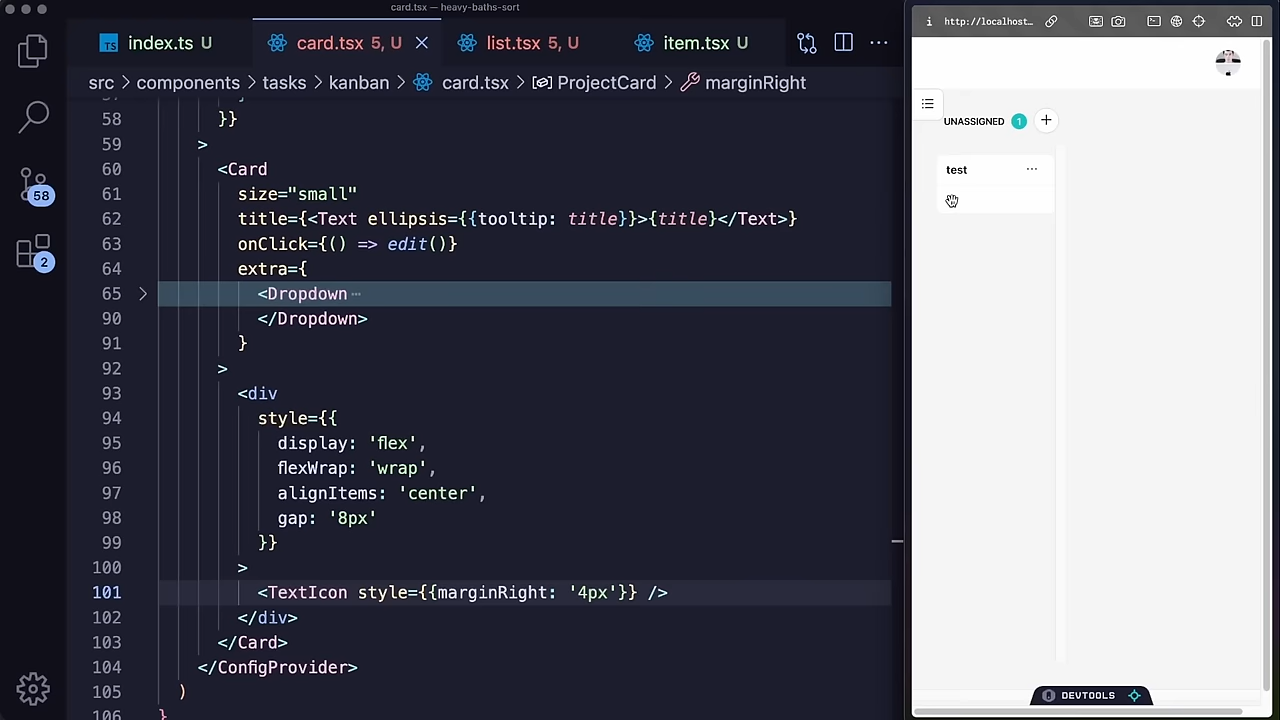 card.tsx — heavy-baths-sort
TS index.ts U
card.tsx 5, U
list.tsx 5, U
item.tsx U
src > components > tasks > kanban > card.tsx > ProjectCard > marginRight
58 }}
59 >
60 <Card
61 size="small"
62 title={<Text ellipsis={{tooltip: title}}>{title}</Text>}
63 onClick={() => edit()}
64 extra={
65 <Dropdown ···
90 </Dropdown>
91 }
92 >
93 <div
94 style={{
95 display: 'flex',
96 flexWrap: 'wrap',
97 alignItems: 'center',
98 gap: '8px'
99 }}
100 >
101 <TextIcon style={{marginRight: '4px'}} />
102 </div>
103 </Card>
104 </ConfigProvider>
105 )
106 }
58
2
http://localhost…
UNASSIGNED 1 +
test ···
DEVTOOLS